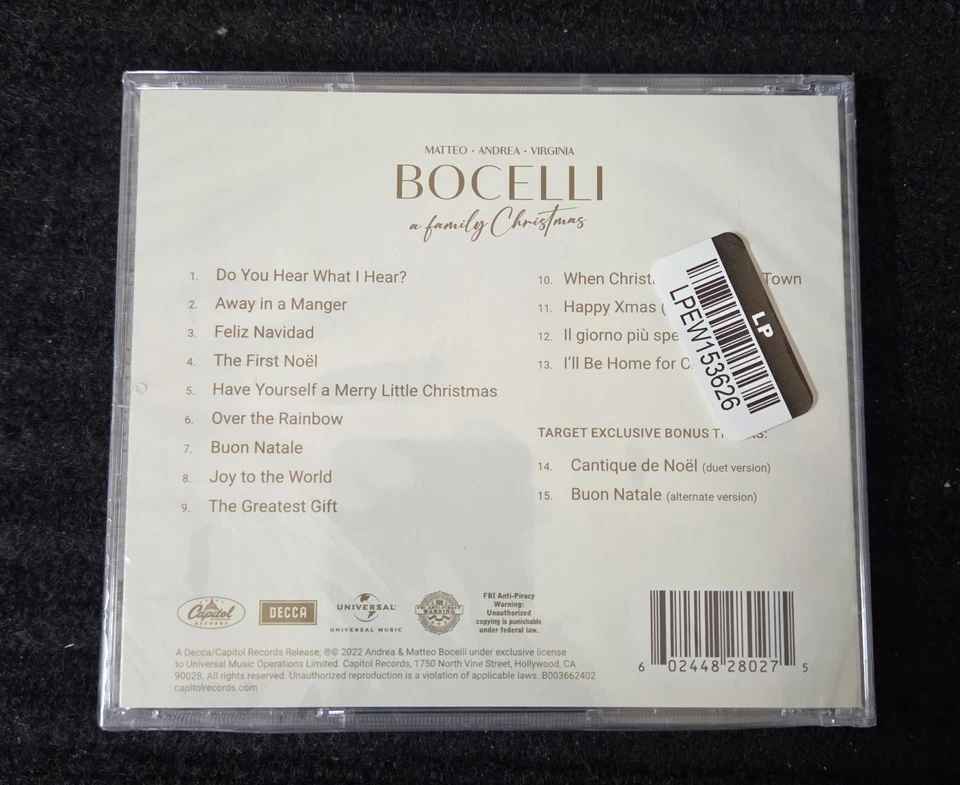 MATTEO · ANDREA · VIRGINIA
BOCELLI
a family Christmas
1. Do You Hear What I Hear?
2. Away in a Manger
3. Feliz Navidad
4. The First Noël
5. Have Yourself a Merry Little Christmas
6. Over the Rainbow
7. Buon Natale
8. Joy to the World
9. The Greatest Gift
10. When Christ Town
11. Happy Xmas (
12. Il giorno più spe
13. I'll Be Home for C
TARGET EXCLUSIVE BONUS T S:
14. Cantique de Noël (duet version)
15. Buon Natale (alternate version)
LP
LPEW153626
Capitol
RECORDS
DECCA
UNIVERSAL
UNIVERSAL MUSIC
FBI ANTI-PIRACY
WARNING
FBI Anti-Piracy
Warning:
Unauthorized
copying is punishable
under federal law.
A Decca/Capitol Records Release; ℗© 2022 Andrea & Matteo Bocelli under exclusive license
to Universal Music Operations Limited. Capitol Records, 1750 North Vine Street, Hollywood, CA
90028. All rights reserved. Unauthorized reproduction is a violation of applicable laws. B003662402
capitolrecords.com
6 02448 28027 5